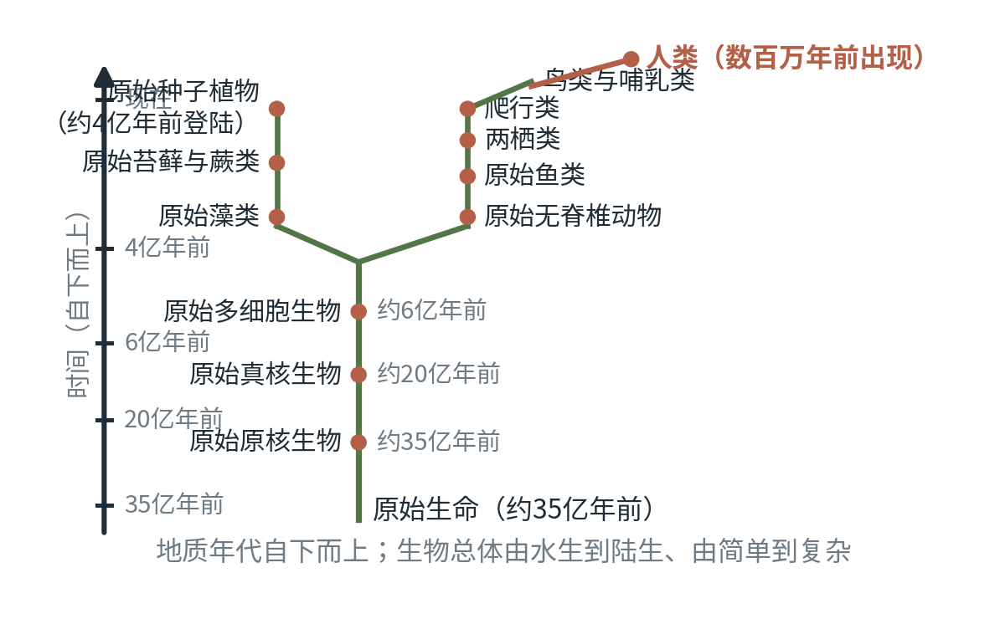 人类（数百万年前出现）
鸟类与哺乳类
原始种子植物
（约4亿年前登陆）
现在
爬行类
两栖类
原始苔藓与蕨类
原始鱼类
原始藻类
原始无脊椎动物
4亿年前
时间（自下而上）
原始多细胞生物
约6亿年前
6亿年前
原始真核生物
约20亿年前
20亿年前
原始原核生物
约35亿年前
35亿年前
原始生命（约35亿年前）
地质年代自下而上；生物总体由水生到陆生、由简单到复杂